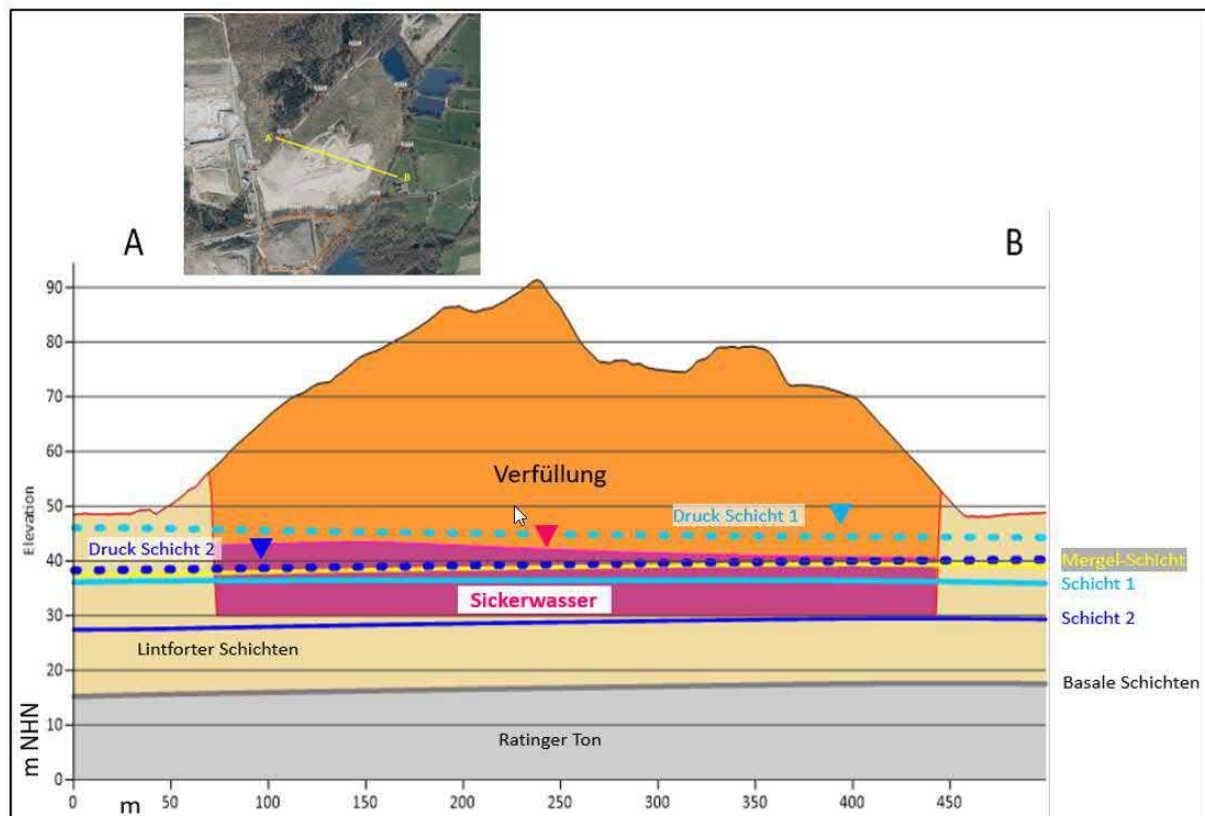 A
B
A
B
90
80
70
60
50
40
30
20
10
0
Elevation
m NHN
Verfüllung
Druck Schicht 1
Druck Schicht 2
Mergel-Schicht
Schicht 1
Sickerwasser
Schicht 2
Lintforter Schichten
Basale Schichten
Ratinger Ton
0
m
50
100
150
200
250
300
350
400
450